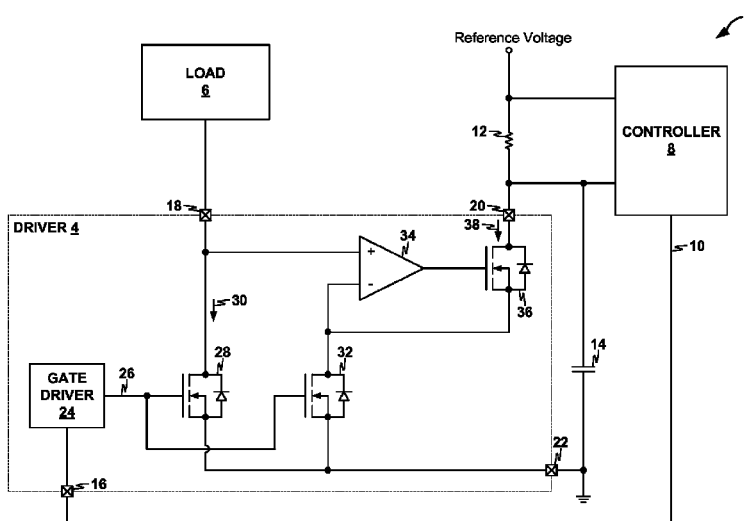 Reference Voltage
LOAD
6
12
CONTROLLER
8
18
20
DRIVER 4
38
34
10
30
36
26
28
32
14
GATE
DRIVER
24
22
16